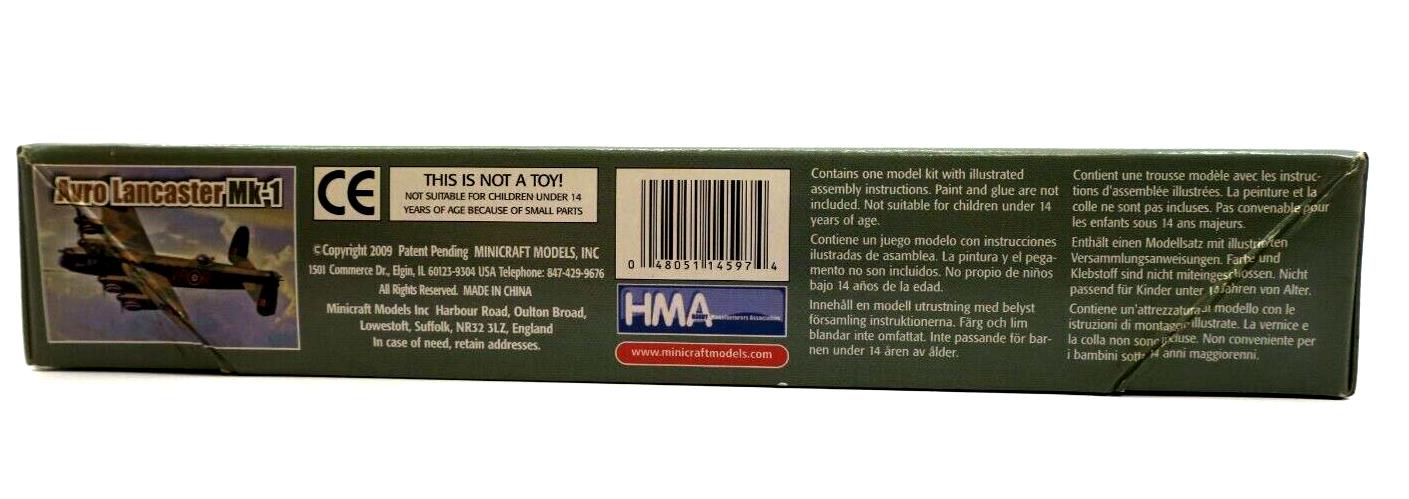 Avro Lancaster Mk-1
CE
THIS IS NOT A TOY!
NOT SUITABLE FOR CHILDREN UNDER 14
YEARS OF AGE BECAUSE OF SMALL PARTS
© Copyright 2009 Patent Pending MINICRAFT MODELS, INC
1501 Commerce Dr., Elgin, IL 60123-9304 USA Telephone: 847-429-9676
All Rights Reserved. MADE IN CHINA
Minicraft Models Inc Harbour Road, Oulton Broad,
Lowestoft, Suffolk, NR32 3LZ, England
In case of need, retain addresses.
0 48051 14597 4
HMA
www.minicraftmodels.com
Contains one model kit with illustrated
assembly instructions. Paint and glue are not
included. Not suitable for children under 14
years of age.
Contiene un juego modelo con instrucciones
ilustradas de asamblea. La pintura y el pega-
mento no son incluidos. No propio de niños
bajo 14 años de la edad.
Innehåll en modell utrustning med belyst
församling instruktionerna. Färg och lim
blandar inte omfattat. Inte passande för bar-
nen under 14 åren av ålder.
Contient une trousse modèle avec les instruc-
tions d'assemblée illustrées. La peinture et la
colle ne sont pas incluses. Pas convenable pour
les enfants sous 14 ans majeurs.
Enthält einen Modellsatz mit illustrierten
Versammlungsanweisungen. Farbe und
Klebstoff sind nicht miteingeschlossen. Nicht
passend für Kinder unter 14 Jahren von Alter.
Contiene un'attrezzatura di modello con le
istruzioni di montaggio illustrate. La vernice e
la colla non sono incluse. Non conveniente per
i bambini sotto 14 anni maggiorenni.